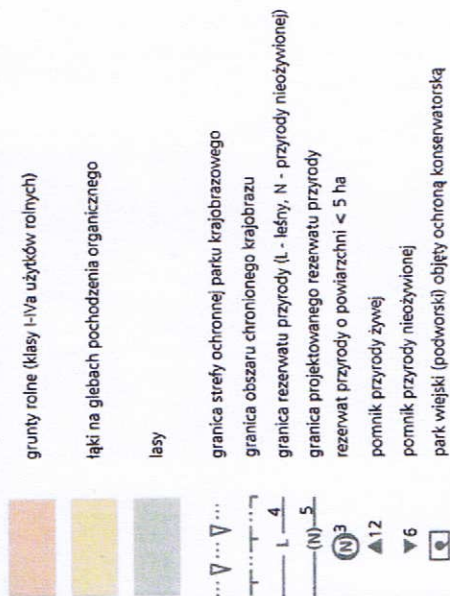 grunty rolne (klasy I-IVa użytków rolnych)
łąki na glebach pochodzenia organicznego
lasy
granica strefy ochronnej parku krajobrazowego
granica obszaru chronionego krajobrazu
L 4 granica rezerwatu przyrody (L - leśny, N - przyrody nieożywionej)
(N) 5 granica projektowanego rezerwatu przyrody
N 3 rezerwat przyrody o powiarzchni < 5 ha
▲12 pomnik przyrody żywej
▼6 pomnik przyrody nieożywionej
park wiejski (podworski) objęty ochroną konserwatorską